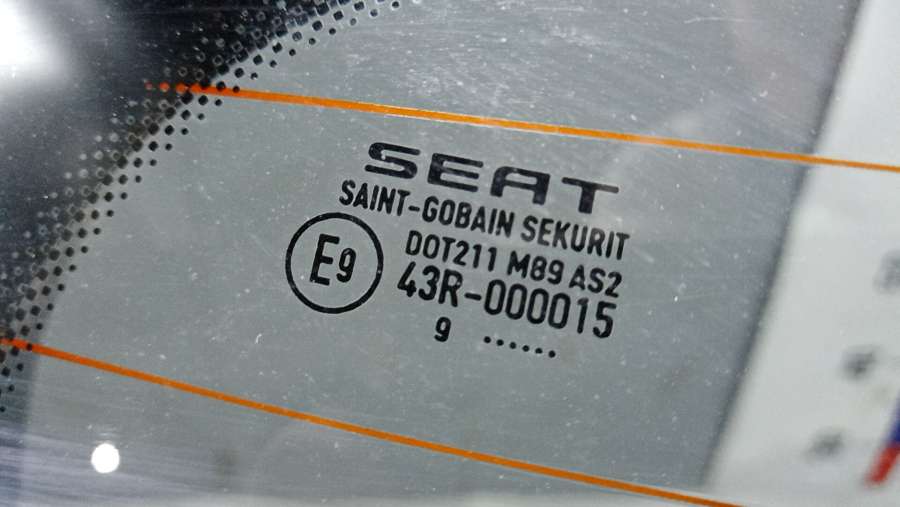 SEAT
SAINT-GOBAIN SEKURIT
E9
DOT211 M89 AS2
43R-000015
9 ......